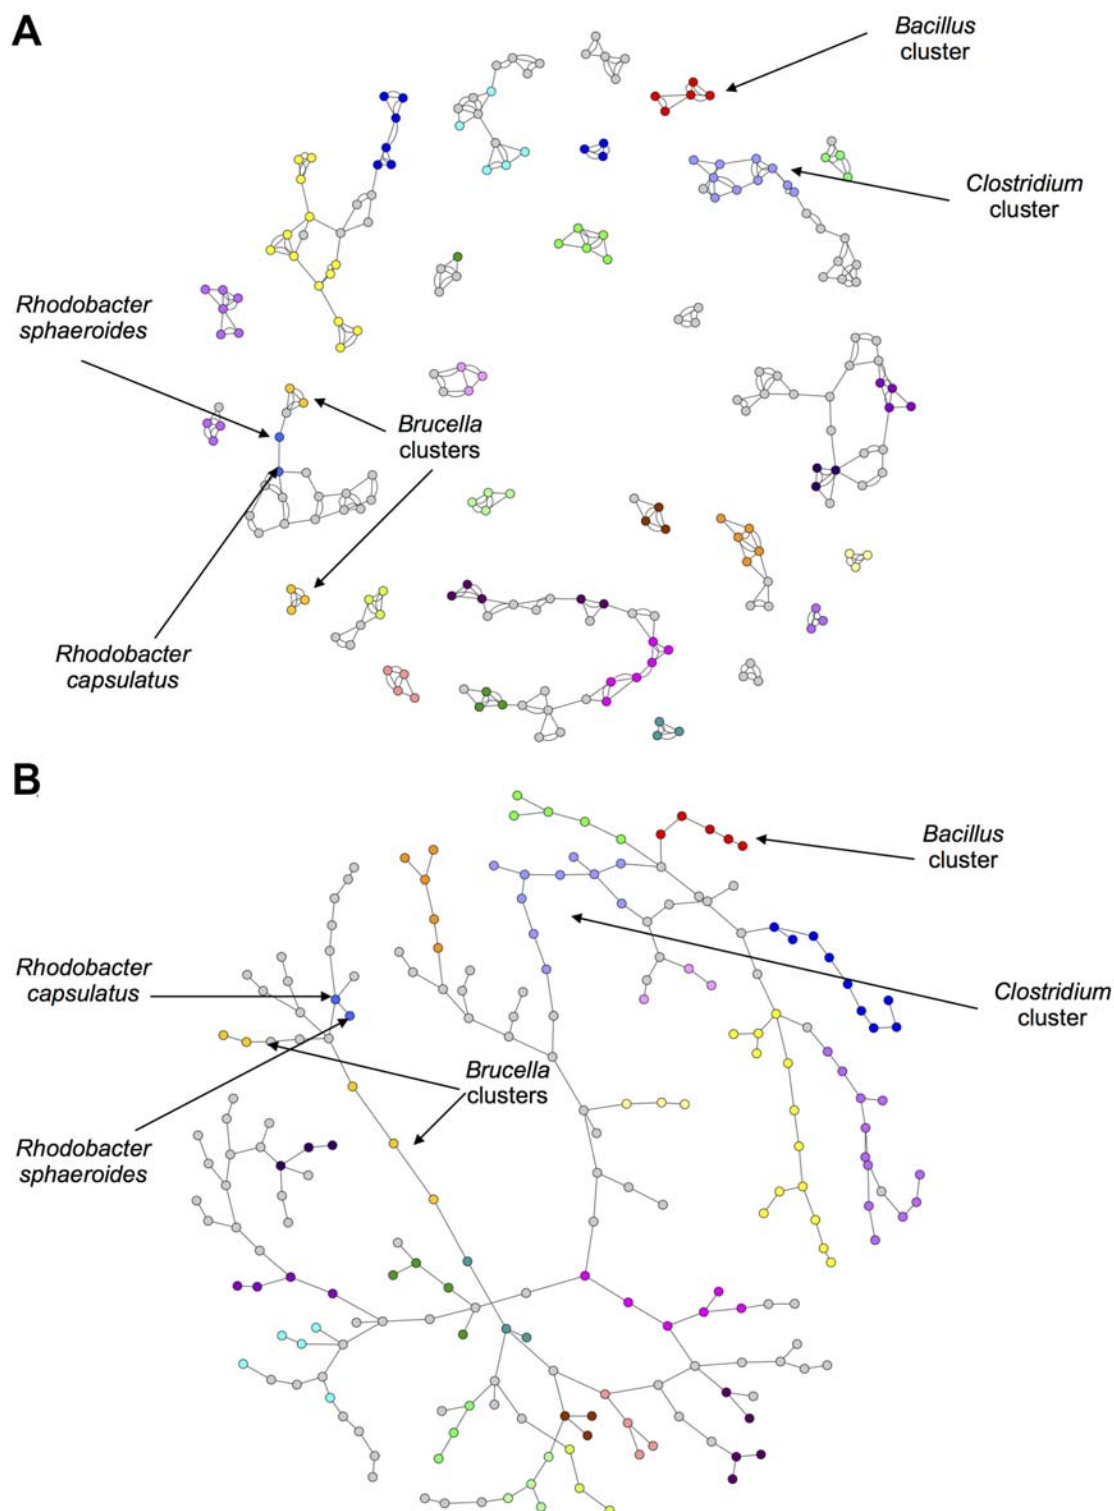 A
Bacillus
cluster
Clostridium
cluster
Rhodobacter
sphaeroides
Brucella
clusters
Rhodobacter
capsulatus
B
Bacillus
cluster
Rhodobacter
capsulatus
Clostridium
cluster
Brucella
clusters
Rhodobacter
sphaeroides